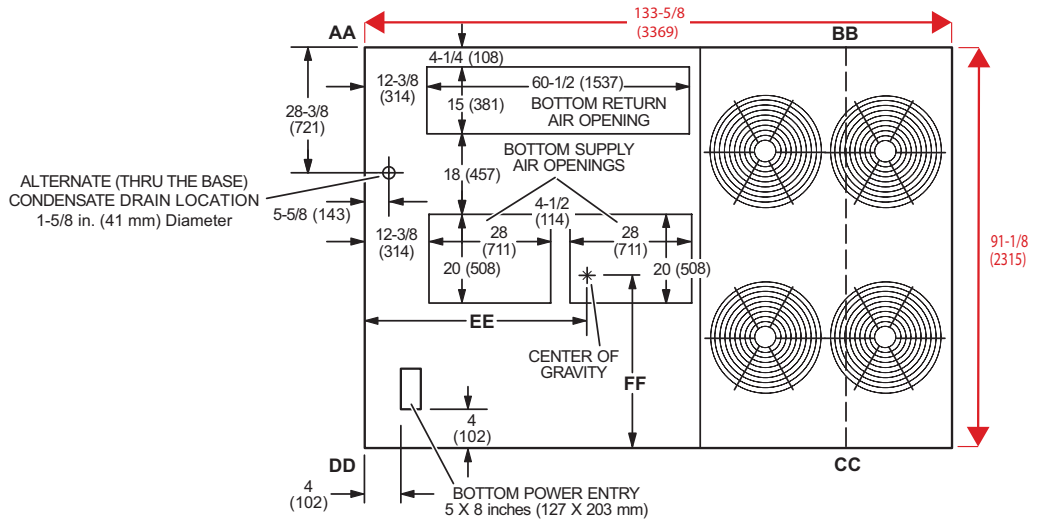 133-5/8
(3369)
AA
BB
4-1/4 (108)
12-3/8
(314)
60-1/2 (1537)
28-3/8
(721)
15 (381)
BOTTOM RETURN
AIR OPENING
BOTTOM SUPPLY
AIR OPENINGS
18 (457)
ALTERNATE (THRU THE BASE)
CONDENSATE DRAIN LOCATION
1-5/8 in. (41 mm) Diameter
5-5/8 (143)
4-1/2
(114)
12-3/8
(314)
28
(711)
28
(711)
91-1/8
(2315)
20 (508)
20 (508)
EE
CENTER OF
GRAVITY
FF
4
(102)
DD
CC
4
(102)
BOTTOM POWER ENTRY
5 X 8 inches (127 X 203 mm)